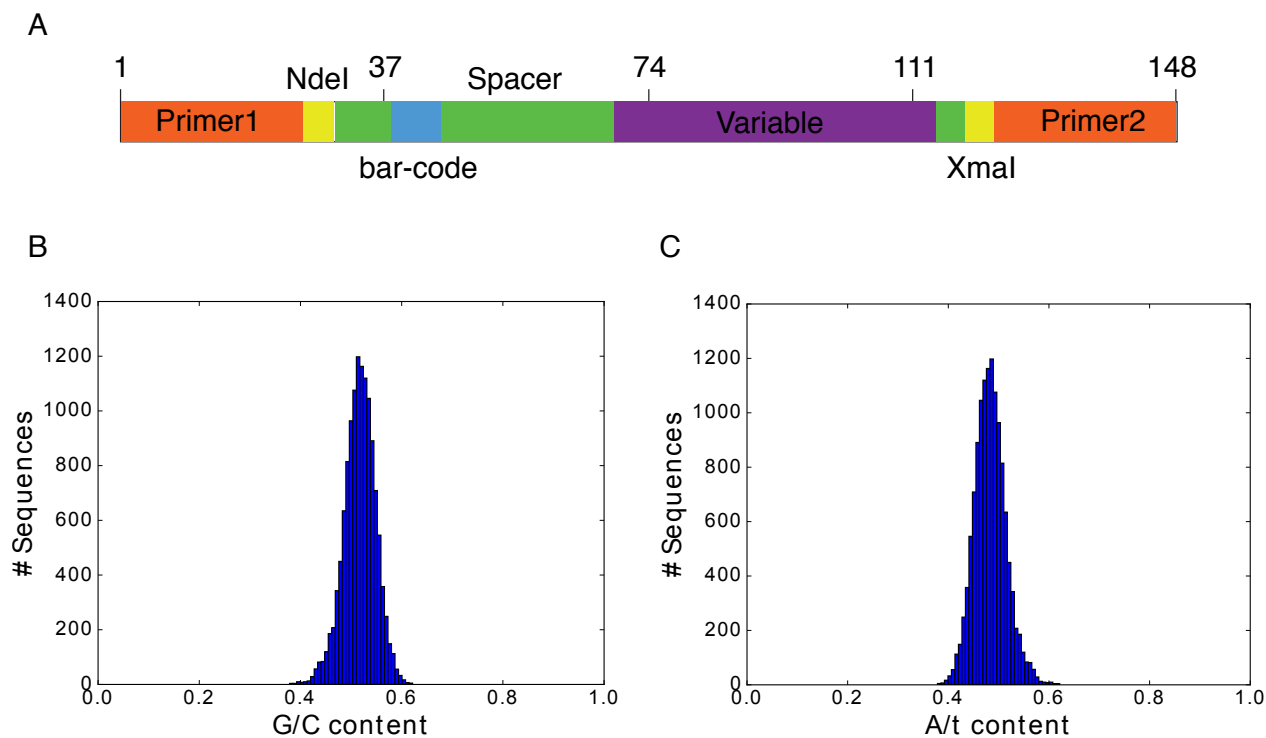 A
1 NdeI 37 Spacer 74 111 148
Primer1 Variable Primer2
bar-code XmaI
B
1400
1200
1000
800
600
400
200
0
0.0 0.2 0.4 0.6 0.8 1.0
# Sequences
G/C content
C
1400
1200
1000
800
600
400
200
0
0.0 0.2 0.4 0.6 0.8 1.0
# Sequences
A/t content